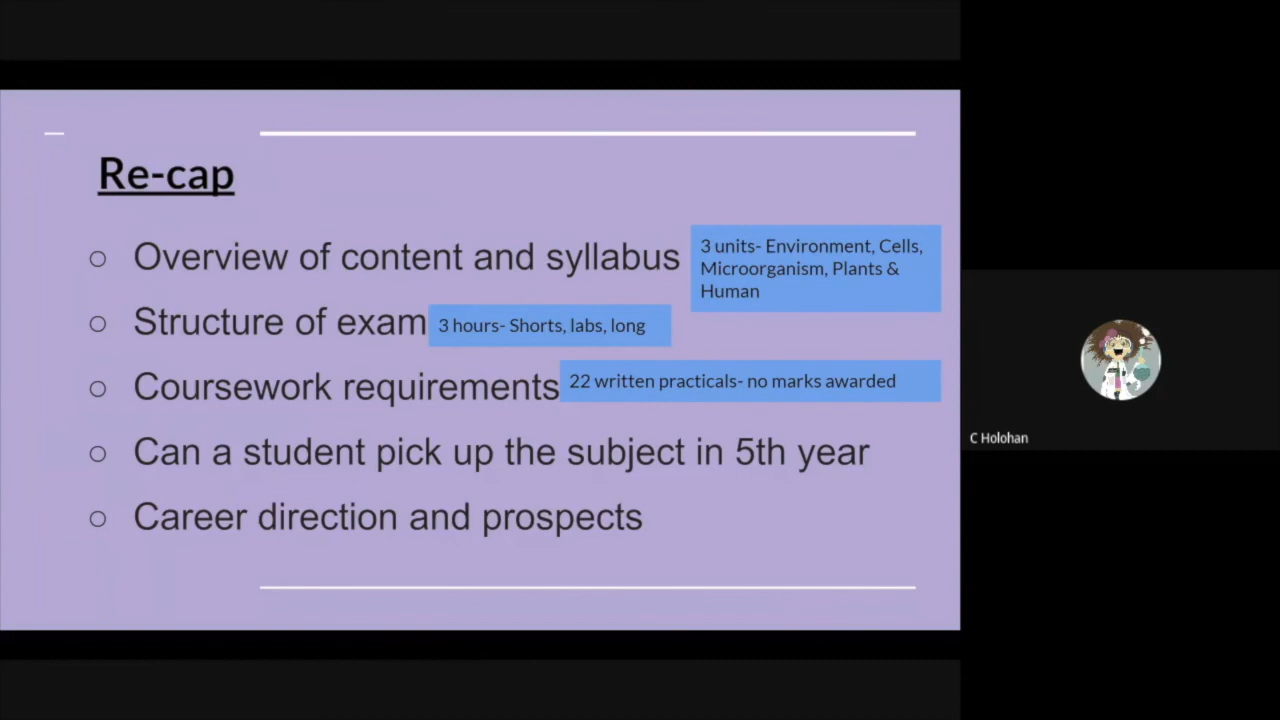 Re-cap
○ Overview of content and syllabus
3 units- Environment, Cells,
Microorganism, Plants &
Human
○ Structure of exam
3 hours- Shorts, labs, long
○ Coursework requirements
22 written practicals- no marks awarded
○ Can a student pick up the subject in 5th year
○ Career direction and prospects
C Holohan